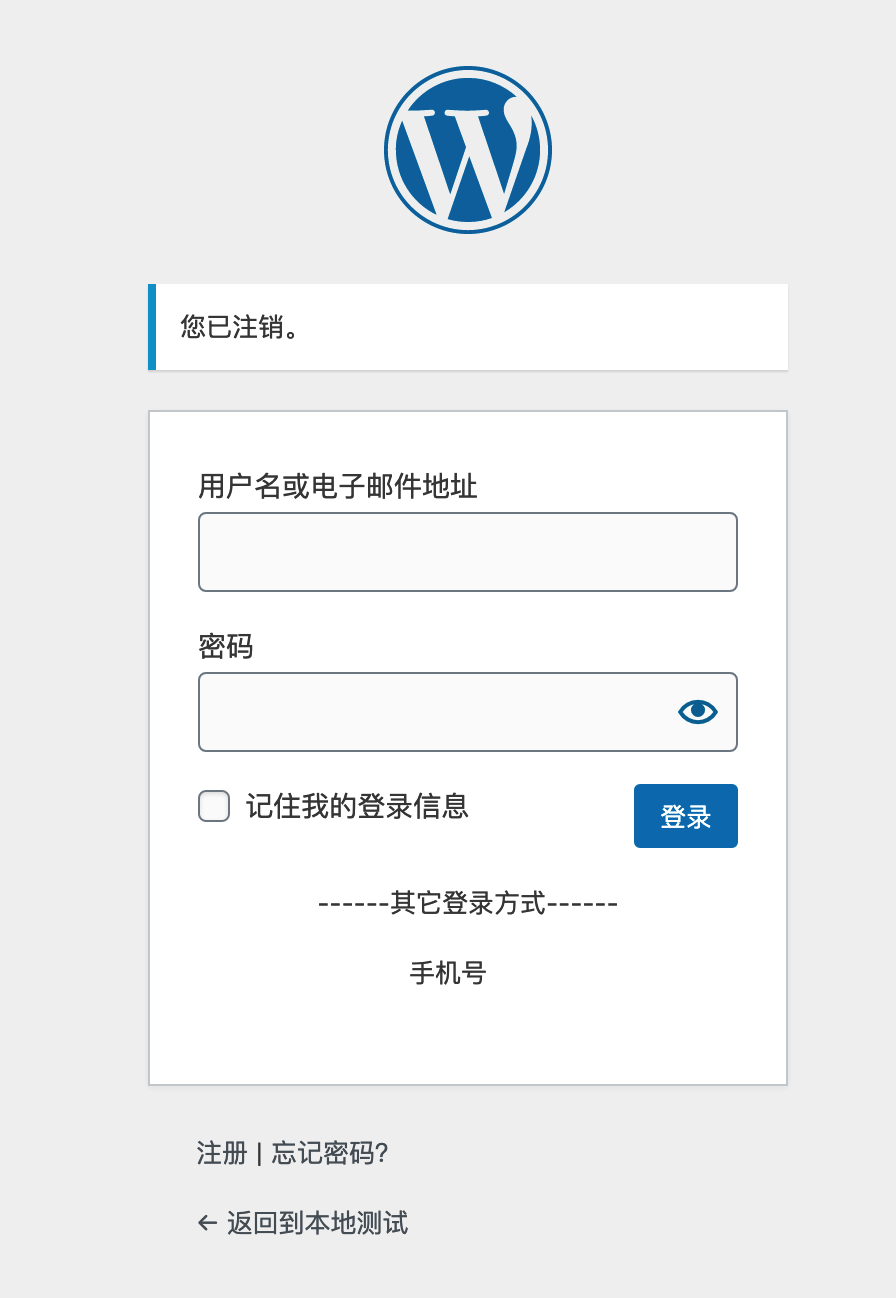 您已注销。
用户名或电子邮件地址
密码
记住我的登录信息
登录
------其它登录方式------
手机号
注册 | 忘记密码?
← 返回到本地测试